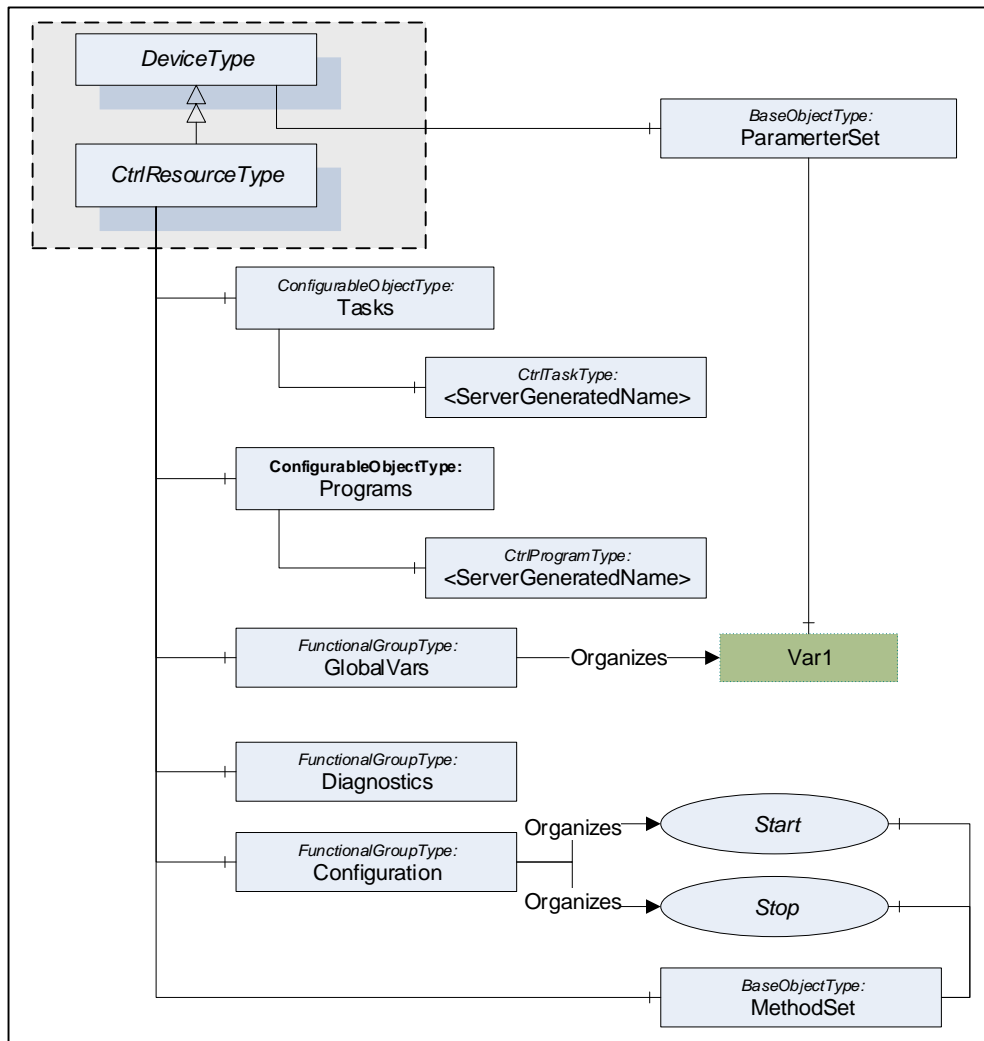 DeviceType
BaseObjectType:
ParamerterSet
CtrlResourceType
ConfigurableObjectType:
Tasks
CtrlTaskType:
<ServerGeneratedName>
ConfigurableObjectType:
Programs
CtrlProgramType:
<ServerGeneratedName>
FunctionalGroupType:
GlobalVars
Organizes
Var1
FunctionalGroupType:
Diagnostics
Organizes
Start
FunctionalGroupType:
Configuration
Organizes
Stop
BaseObjectType:
MethodSet